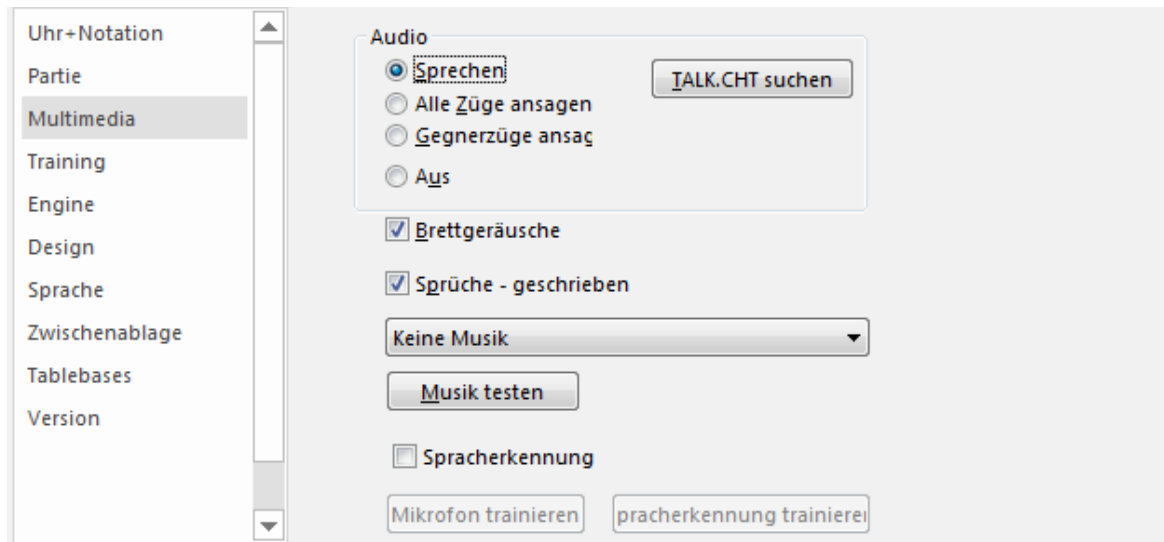 Uhr+Notation
Partie
Multimedia
Training
Engine
Design
Sprache
Zwischenablage
Tablebases
Version
Audio
Sprechen
TALK.CHT suchen
Alle Züge ansagen
Gegnerzüge ansag
Aus
Brettgeräusche
Sprüche - geschrieben
Keine Musik
Musik testen
Spracherkennung
Mikrofon trainieren
pracherkennung trainierei